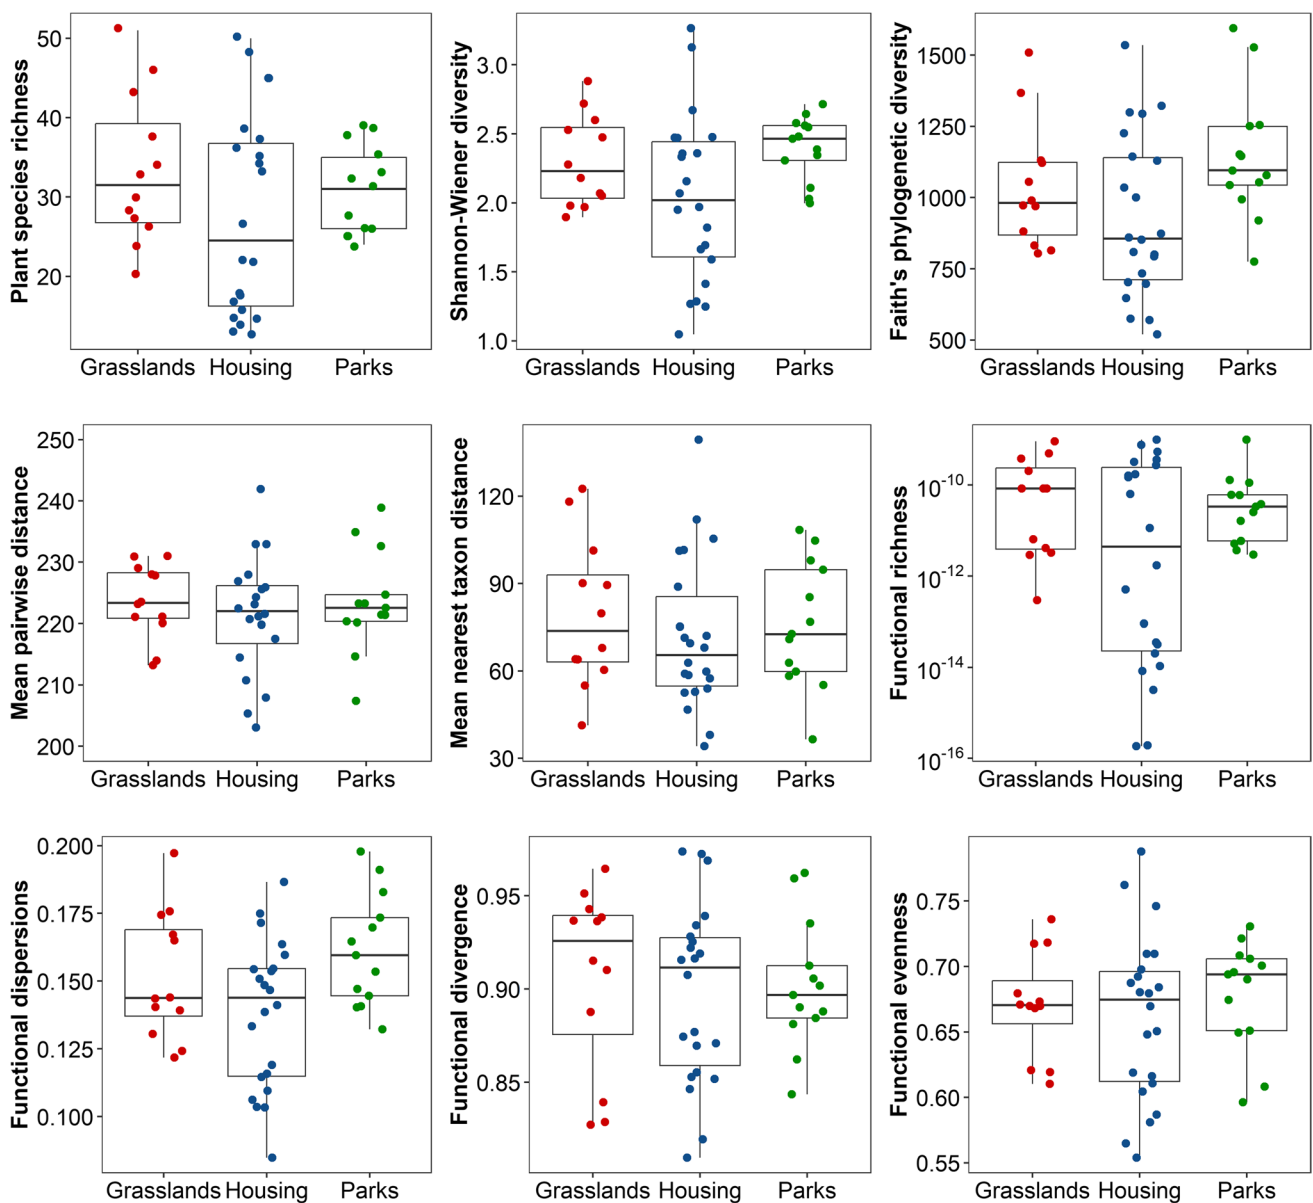 Plant species richness
50
40
30
20
Grasslands Housing Parks
Shannon-Wiener diversity
3.0
2.5
2.0
1.5
1.0
Grasslands Housing Parks
Faith's phylogenetic diversity
1500
1250
1000
750
500
Grasslands Housing Parks
Mean pairwise distance
250
240
230
220
210
200
Grasslands Housing Parks
Mean nearest taxon distance
120
90
60
30
Grasslands Housing Parks
Functional richness
10⁻¹⁰
10⁻¹²
10⁻¹⁴
10⁻¹⁶
Grasslands Housing Parks
Functional dispersions
0.200
0.175
0.150
0.125
0.100
Grasslands Housing Parks
Functional divergence
0.95
0.90
0.85
Grasslands Housing Parks
Functional evenness
0.75
0.70
0.65
0.60
0.55
Grasslands Housing Parks